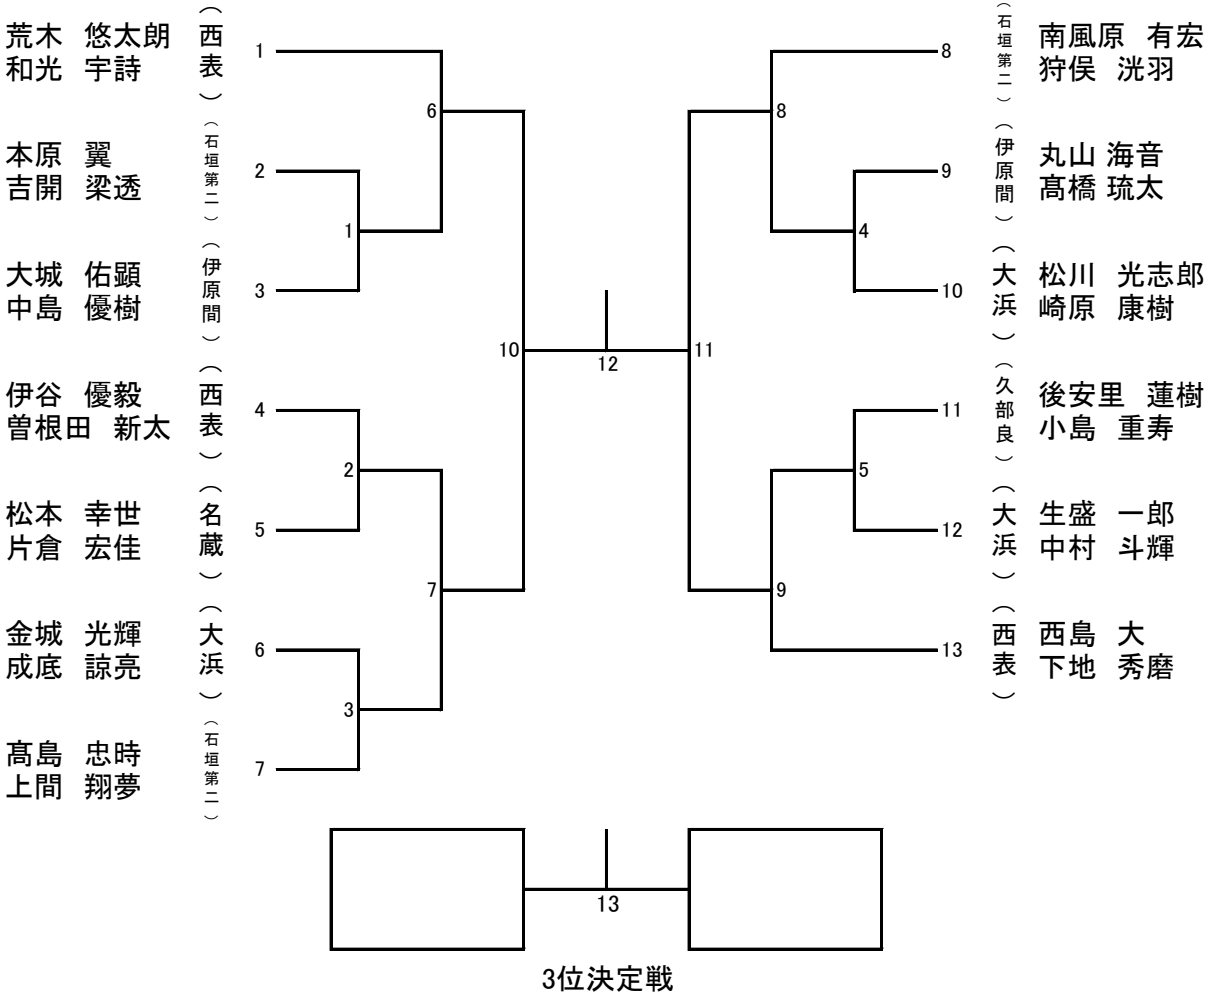 荒木 悠太朗
和光 宇詩
（西表）
1
本原 翼
吉開 梁透
（石垣第二）
2
大城 佑顕
中島 優樹
（伊原間）
3
伊谷 優毅
曽根田 新太
（西表）
4
松本 幸世
片倉 宏佳
（名蔵）
5
金城 光輝
成底 諒亮
（大浜）
6
髙島 忠時
上間 翔夢
（石垣第二）
7
6
1
2
7
3
10
12
11
8
4
5
9
8
（石垣第二）
南風原 有宏
狩俣 洸羽
9
（伊原間）
丸山 海音
髙橋 琉太
10
（大浜）
松川 光志郎
崎原 康樹
11
（久部良）
後安里 蓮樹
小島 重寿
12
（大浜）
生盛 一郎
中村 斗輝
13
（西表）
西島 大
下地 秀磨
13
3位決定戦